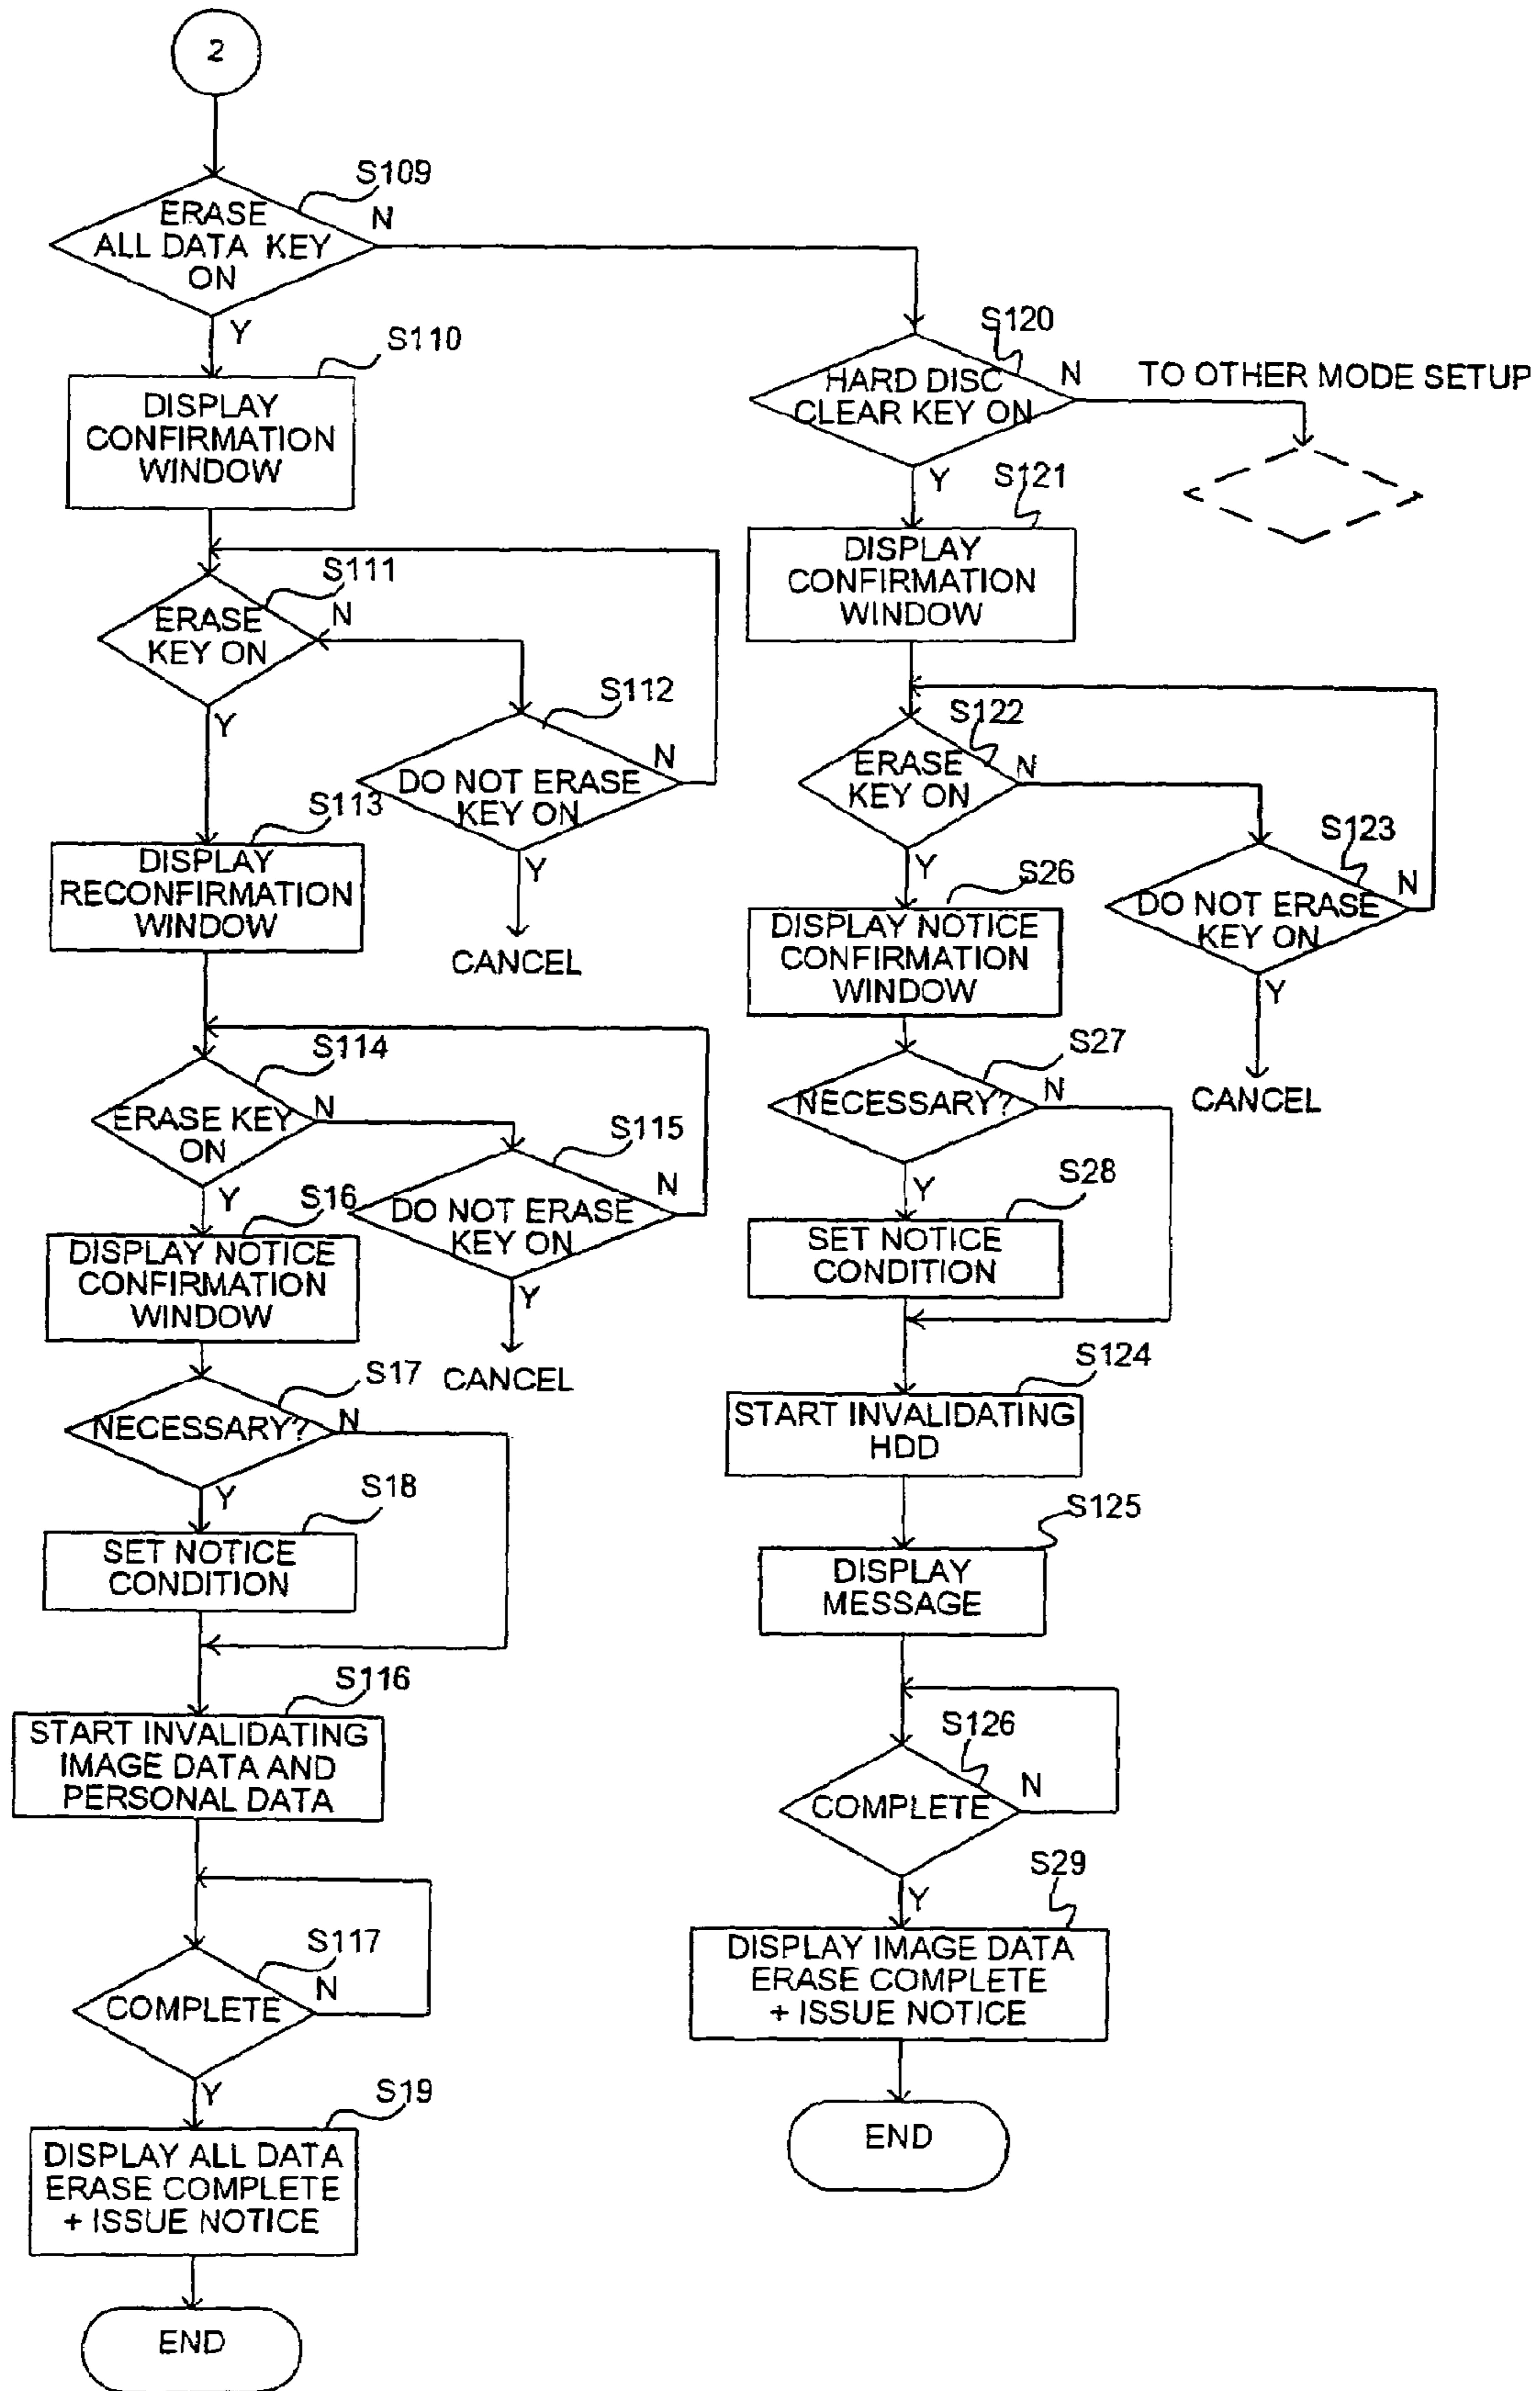 2
S109
ERASE
ALL DATA KEY
ON
N
Y
S110
DISPLAY
CONFIRMATION
WINDOW
S111
ERASE
KEY ON
N
Y
S112
DO NOT ERASE
KEY ON
N
Y
CANCEL
S113
DISPLAY
RECONFIRMATION
WINDOW
S114
ERASE KEY
ON
N
Y
S115
DO NOT ERASE
KEY ON
N
Y
CANCEL
S16
DISPLAY NOTICE
CONFIRMATION
WINDOW
S17
NECESSARY?
N
Y
S18
SET NOTICE
CONDITION
S116
START INVALIDATING
IMAGE DATA AND
PERSONAL DATA
S117
COMPLETE
N
Y
S19
DISPLAY ALL DATA
ERASE COMPLETE
+ ISSUE NOTICE
END
S120
HARD DISC
CLEAR KEY ON
N
TO OTHER MODE SETUP
Y
S121
DISPLAY
CONFIRMATION
WINDOW
S122
ERASE
KEY ON
N
Y
S123
DO NOT ERASE
KEY ON
N
Y
CANCEL
S26
DISPLAY NOTICE
CONFIRMATION
WINDOW
S27
NECESSARY?
N
Y
S28
SET NOTICE
CONDITION
S124
START INVALIDATING
HDD
S125
DISPLAY
MESSAGE
S126
COMPLETE
N
Y
S29
DISPLAY IMAGE DATA
ERASE COMPLETE
+ ISSUE NOTICE
END